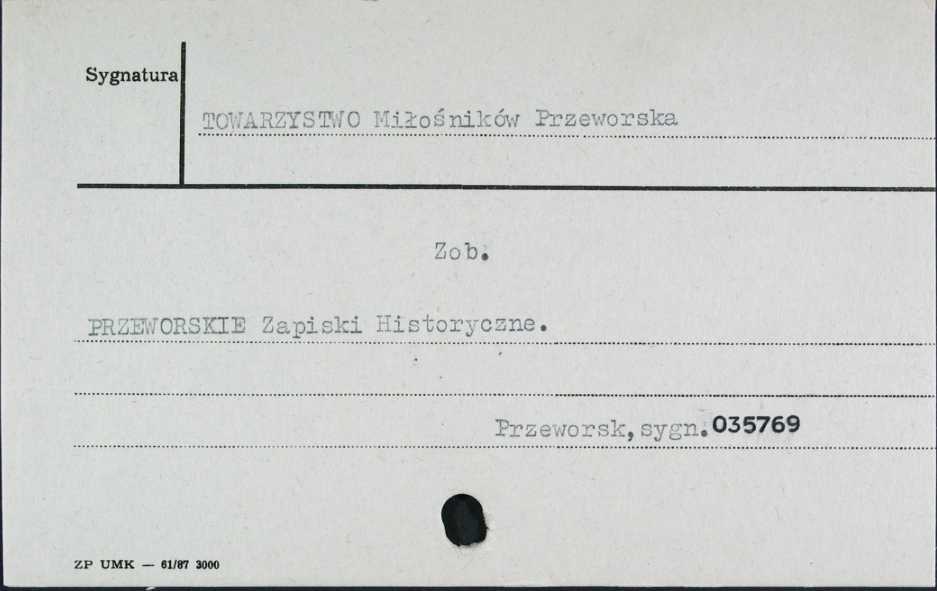 Sygnatura
TOWARZYSTWO Miłośników Przeworska
Zob.
PRZEWORSKIE Zapiski Historyczne.
Przeworsk, sygn. 035769
ZP UMK — 61/87 3000